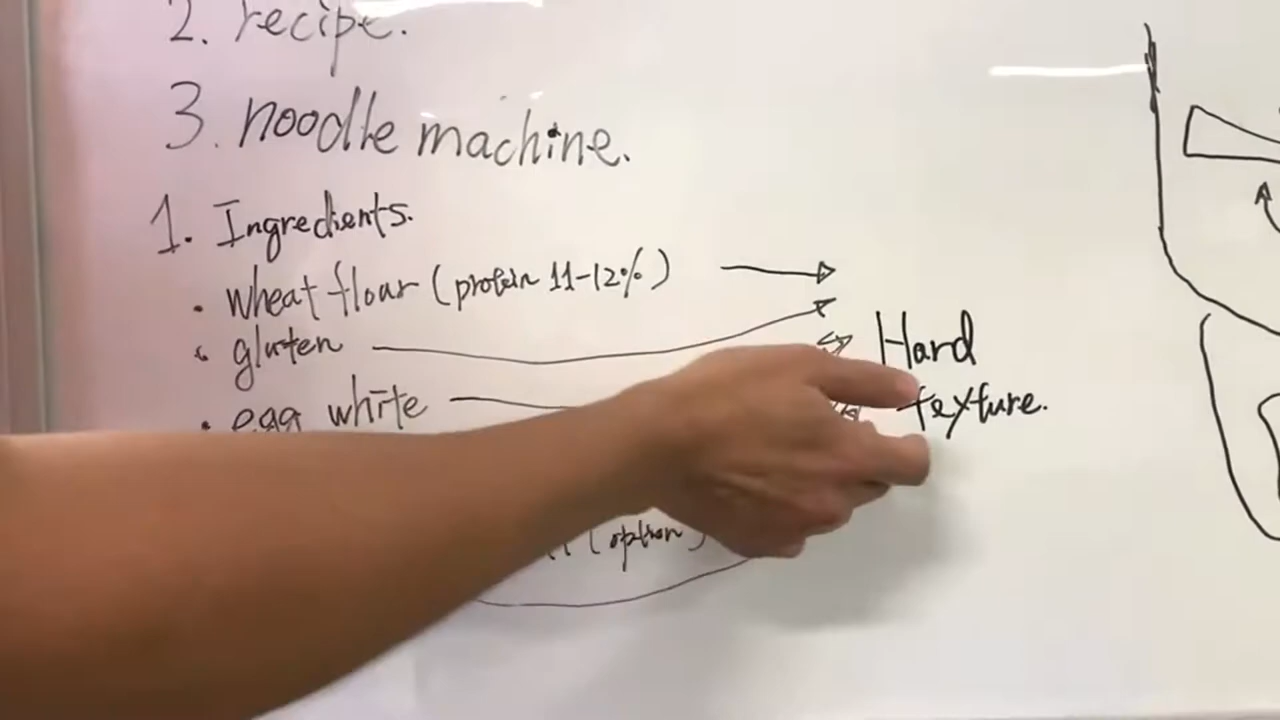 2. recipe.
3. noodle machine.
1. Ingredients.
• wheat flour (protein 11-12%)
• gluten
• egg white
Hard
texture.
(option)